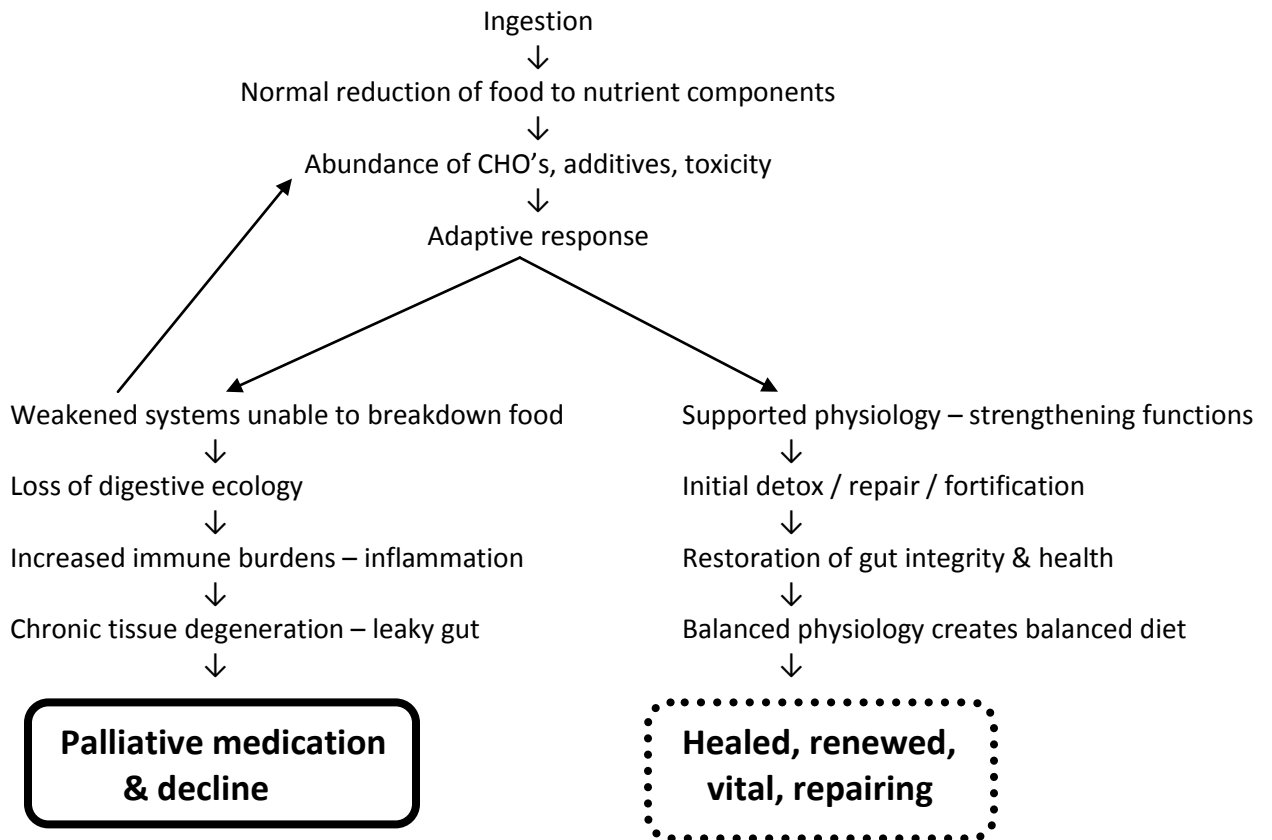 Ingestion
Normal reduction of food to nutrient components
Abundance of CHO’s, additives, toxicity
Adaptive response
Weakened systems unable to breakdown food
Loss of digestive ecology
Increased immune burdens – inflammation
Chronic tissue degeneration – leaky gut
Palliative medication
& decline
Supported physiology – strengthening functions
Initial detox / repair / fortification
Restoration of gut integrity & health
Balanced physiology creates balanced diet
Healed, renewed,
vital, repairing